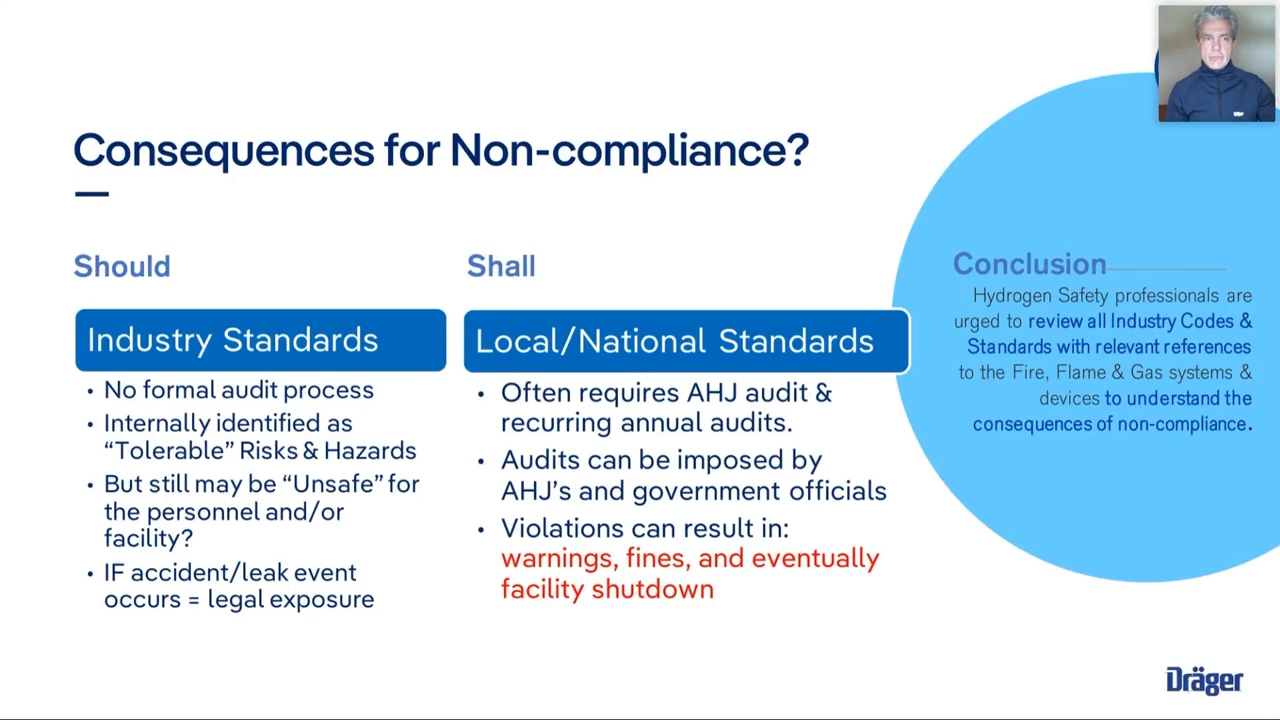 Consequences for Non-compliance?
Should
Industry Standards
• No formal audit process
• Internally identified as
“Tolerable” Risks & Hazards
• But still may be “Unsafe” for
the personnel and/or
facility?
• IF accident/leak event
occurs = legal exposure
Shall
Local/National Standards
• Often requires AHJ audit &
recurring annual audits.
• Audits can be imposed by
AHJ’s and government officials
• Violations can result in:
warnings, fines, and eventually
facility shutdown
Conclusion
Hydrogen Safety professionals are
urged to review all Industry Codes &
Standards with relevant references
to the Fire, Flame & Gas systems &
devices to understand the
consequences of non-compliance.
Dräger